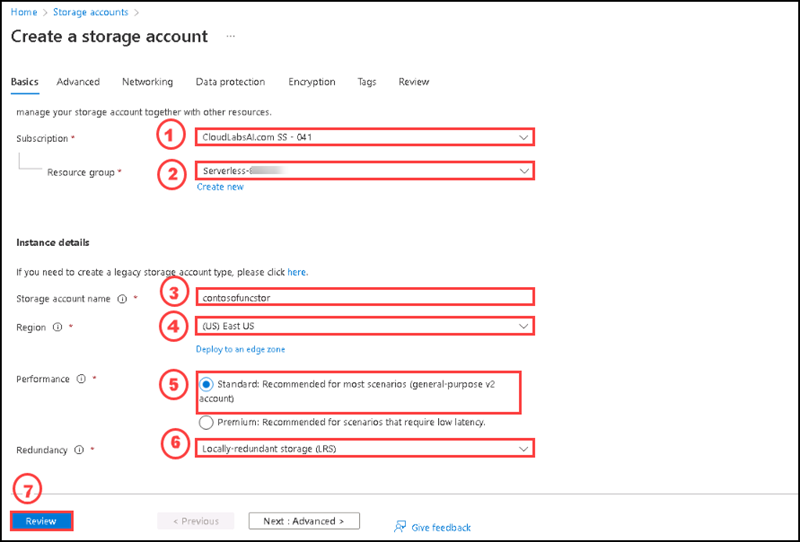 Home > Storage accounts >
Create a storage account ...
Basics Advanced Networking Data protection Encryption Tags Review
manage your storage account together with other resources.
Subscription * 1 CloudLabsAI.com SS - 041
Resource group * 2 Serverless-
Create new
Instance details
If you need to create a legacy storage account type, please click here.
Storage account name * 3 contosofuncstor
Region * 4 (US) East US
Deploy to an edge zone
Performance * 5 Standard: Recommended for most scenarios (general-purpose v2
account)
Premium: Recommended for scenarios that require low latency.
Redundancy * 6 Locally-redundant storage (LRS)
7
Review < Previous Next : Advanced > Give feedback